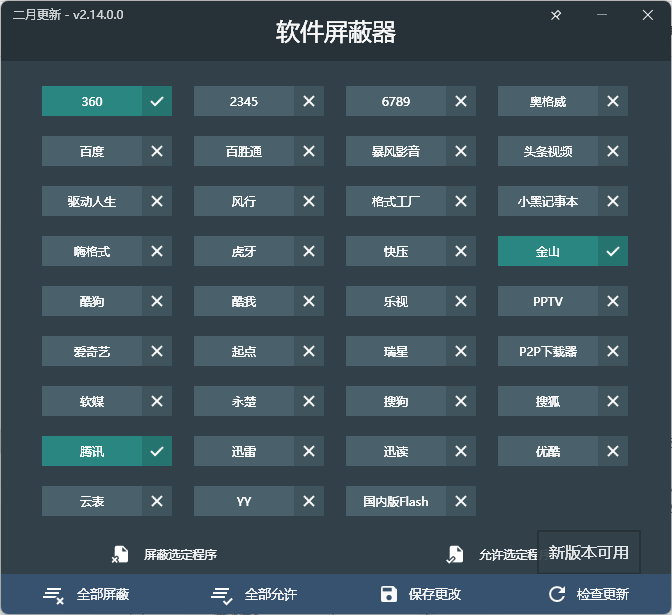 二月更新 - v2.14.0.0
软件屏蔽器
360 2345 6789 奥格威
百度 百胜通 暴风影音 头条视频
驱动人生 风行 格式工厂 小黑记事本
嗨格式 虎牙 快压 金山
酷狗 酷我 乐视 PPTV
爱奇艺 起点 瑞星 P2P下载器
软媒 永楚 搜狗 搜狐
腾讯 迅雷 迅读 优酷
云表 YY 国内版Flash
屏蔽选定程序 允许选定程 新版本可用
全部屏蔽 全部允许 保存更改 检查更新